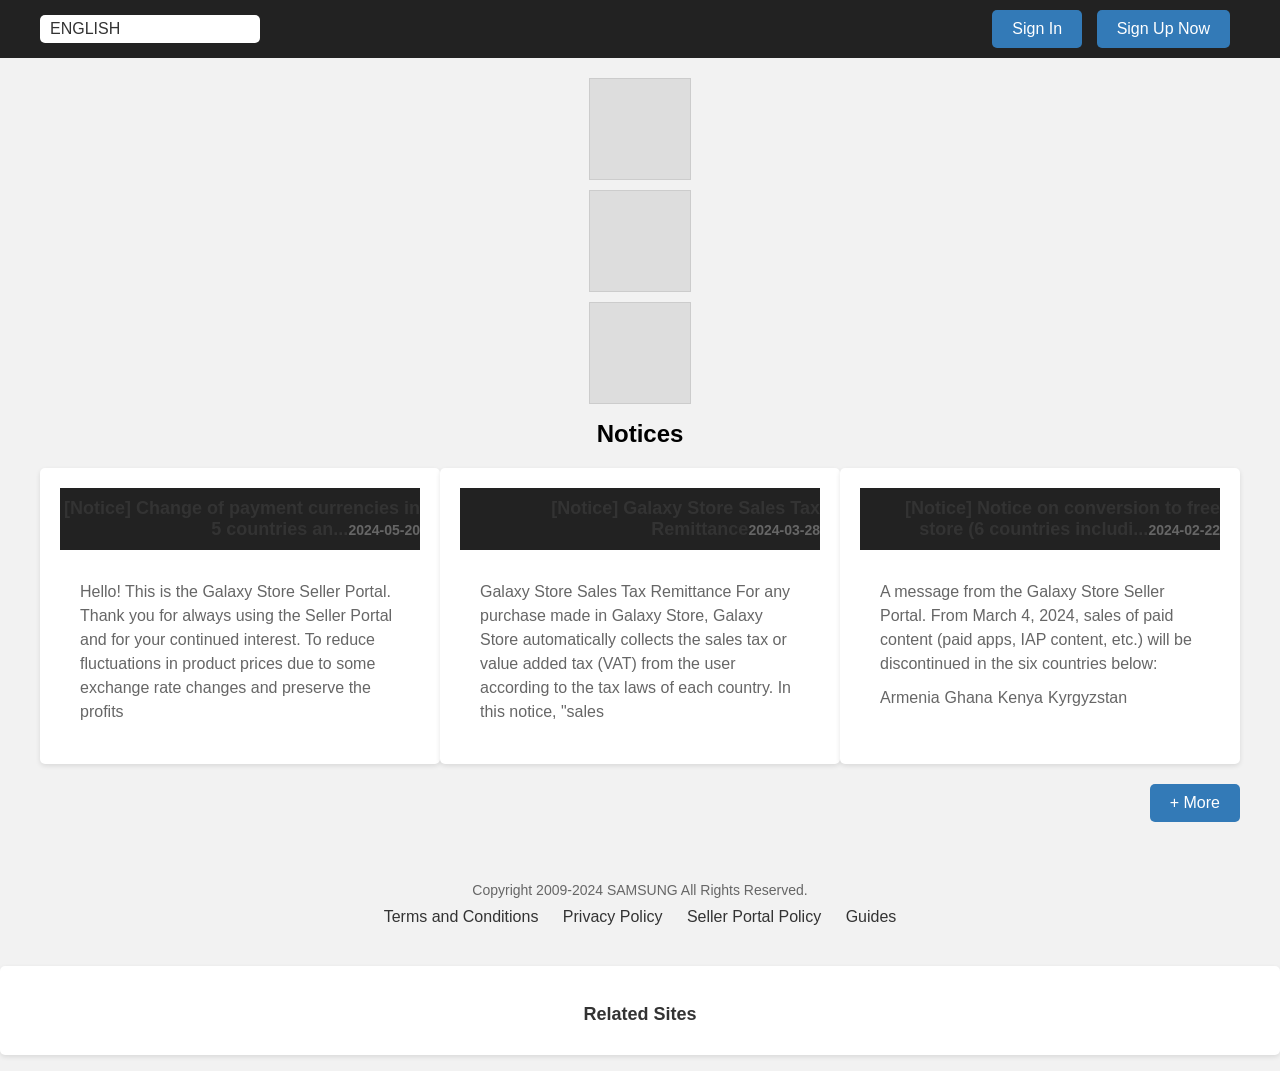 ENGLISH
Sign In
Sign Up Now
Notices
[Notice] Change of payment currencies in
5 countries an...2024-05-20
Hello! This is the Galaxy Store Seller Portal.
Thank you for always using the Seller Portal
and for your continued interest. To reduce
fluctuations in product prices due to some
exchange rate changes and preserve the
profits
[Notice] Galaxy Store Sales Tax
Remittance2024-03-28
Galaxy Store Sales Tax Remittance For any
purchase made in Galaxy Store, Galaxy
Store automatically collects the sales tax or
value added tax (VAT) from the user
according to the tax laws of each country. In
this notice, "sales
[Notice] Notice on conversion to free
store (6 countries includi...2024-02-22
A message from the Galaxy Store Seller
Portal. From March 4, 2024, sales of paid
content (paid apps, IAP content, etc.) will be
discontinued in the six countries below:
Armenia Ghana Kenya Kyrgyzstan
+ More
Copyright 2009-2024 SAMSUNG All Rights Reserved.
Terms and Conditions Privacy Policy Seller Portal Policy Guides
Related Sites